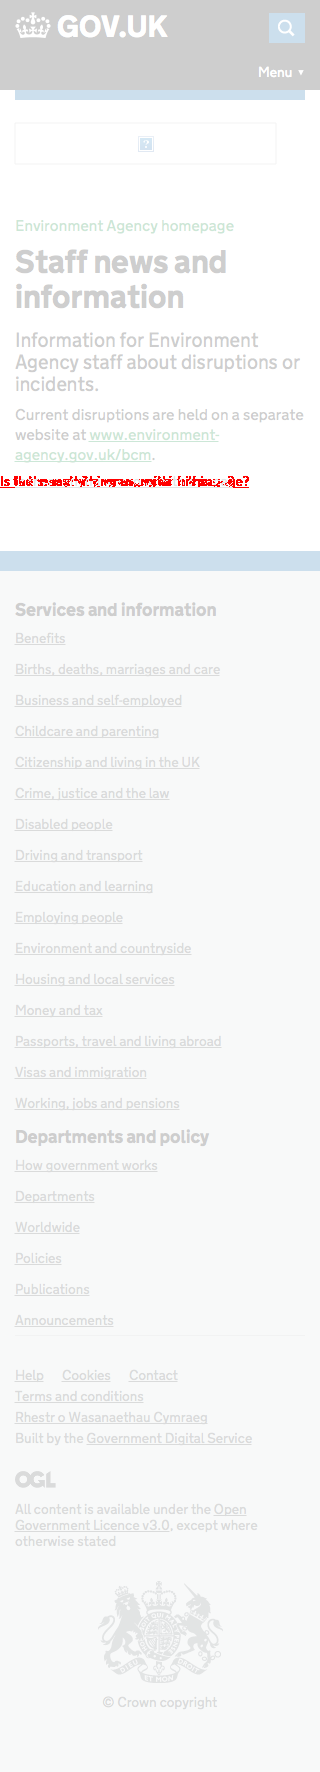 GOV.UK
Menu ▼
Environment Agency homepage
Staff news and
information
Information for Environment
Agency staff about disruptions or
incidents.
Current disruptions are held on a separate
website at www.environment-
agency.gov.uk/bcm.
Services and information
Benefits
Births, deaths, marriages and care
Business and self-employed
Childcare and parenting
Citizenship and living in the UK
Crime, justice and the law
Disabled people
Driving and transport
Education and learning
Employing people
Environment and countryside
Housing and local services
Money and tax
Passports, travel and living abroad
Visas and immigration
Working, jobs and pensions
Departments and policy
How government works
Departments
Worldwide
Policies
Publications
Announcements
Help Cookies Contact
Terms and conditions
Rhestr o Wasanaethau Cymraeg
Built by the Government Digital Service
OGL
All content is available under the Open
Government Licence v3.0, except where
otherwise stated
© Crown copyright